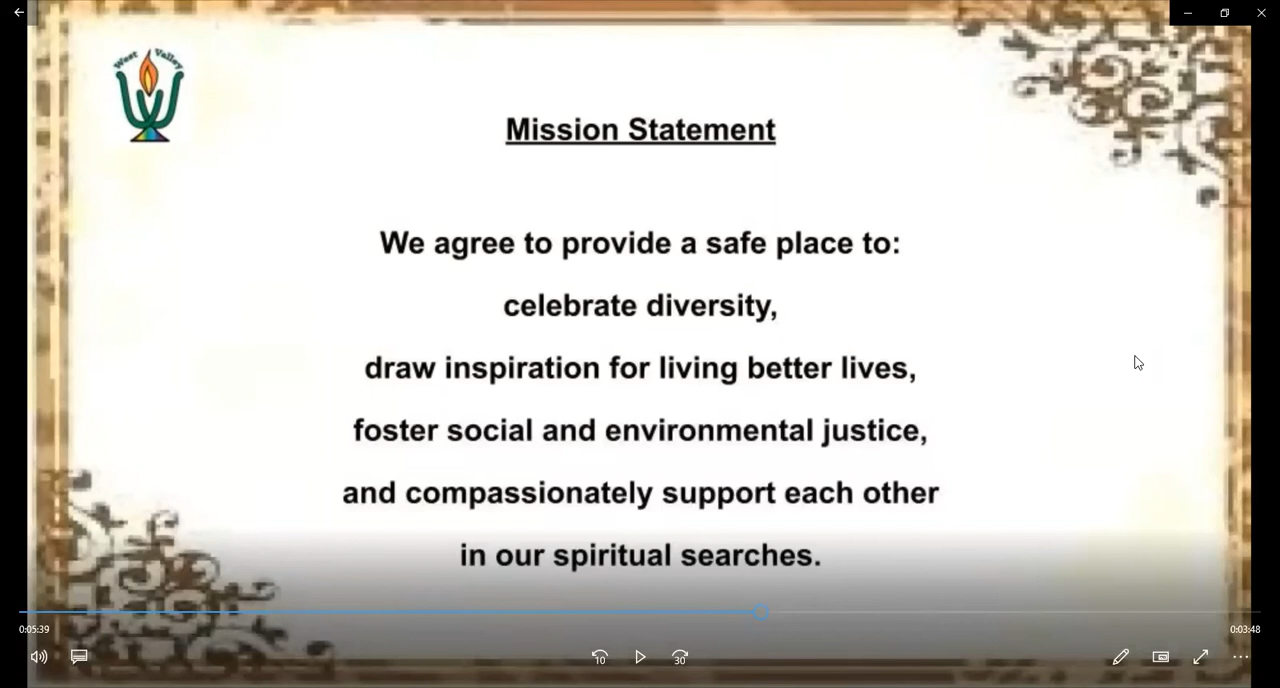 West Valley
Mission Statement
We agree to provide a safe place to:
celebrate diversity,
draw inspiration for living better lives,
foster social and environmental justice,
and compassionately support each other
in our spiritual searches.
0:05:39
0:03:48
10
30